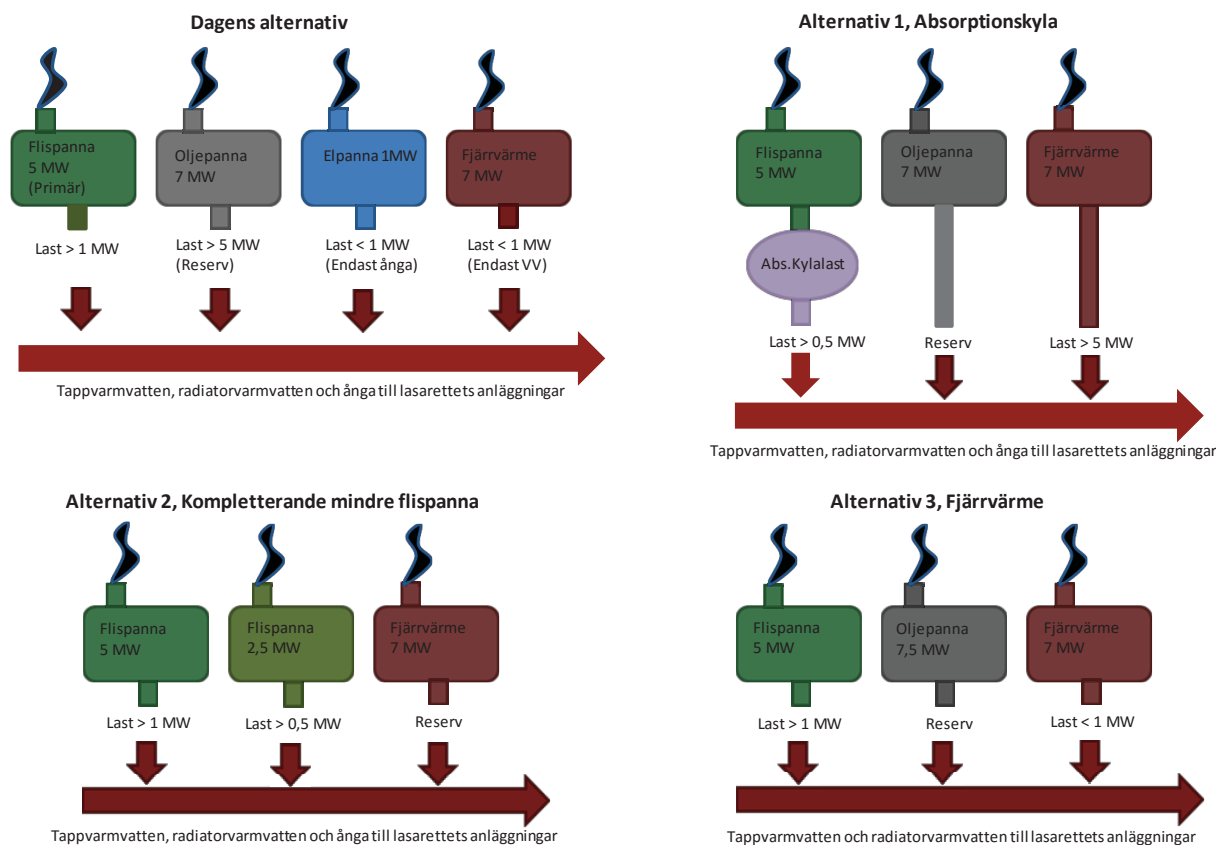 Dagens alternativ
Flispanna
5 MW
(Primär)
Oljepanna
7 MW
Elpanna 1MW
Fjärrvärme
7 MW
Last > 1 MW
Last > 5 MW
(Reserv)
Last < 1 MW
(Endast ånga)
Last < 1 MW
(Endast VV)
Tappvarmvatten, radiatorvarmvatten och ånga till lasarettets anläggningar
Alternativ 1, Absorptionskyla
Flispanna
5 MW
Oljepanna
7 MW
Fjärrvärme
7 MW
Abs.Kylalast
Last > 0,5 MW
Reserv
Last > 5 MW
Tappvarmvatten, radiatorvarmvatten och ånga till lasarettets anläggningar
Alternativ 2, Kompletterande mindre flispanna
Flispanna
5 MW
Flispanna
2,5 MW
Fjärrvärme
7 MW
Last > 1 MW
Last > 0,5 MW
Reserv
Tappvarmvatten, radiatorvarmvatten och ånga till lasarettets anläggningar
Alternativ 3, Fjärrvärme
Flispanna
5 MW
Oljepanna
7,5 MW
Fjärrvärme
7 MW
Last > 1 MW
Reserv
Last < 1 MW
Tappvarmvatten och radiatorvarmvatten till lasarettets anläggningar